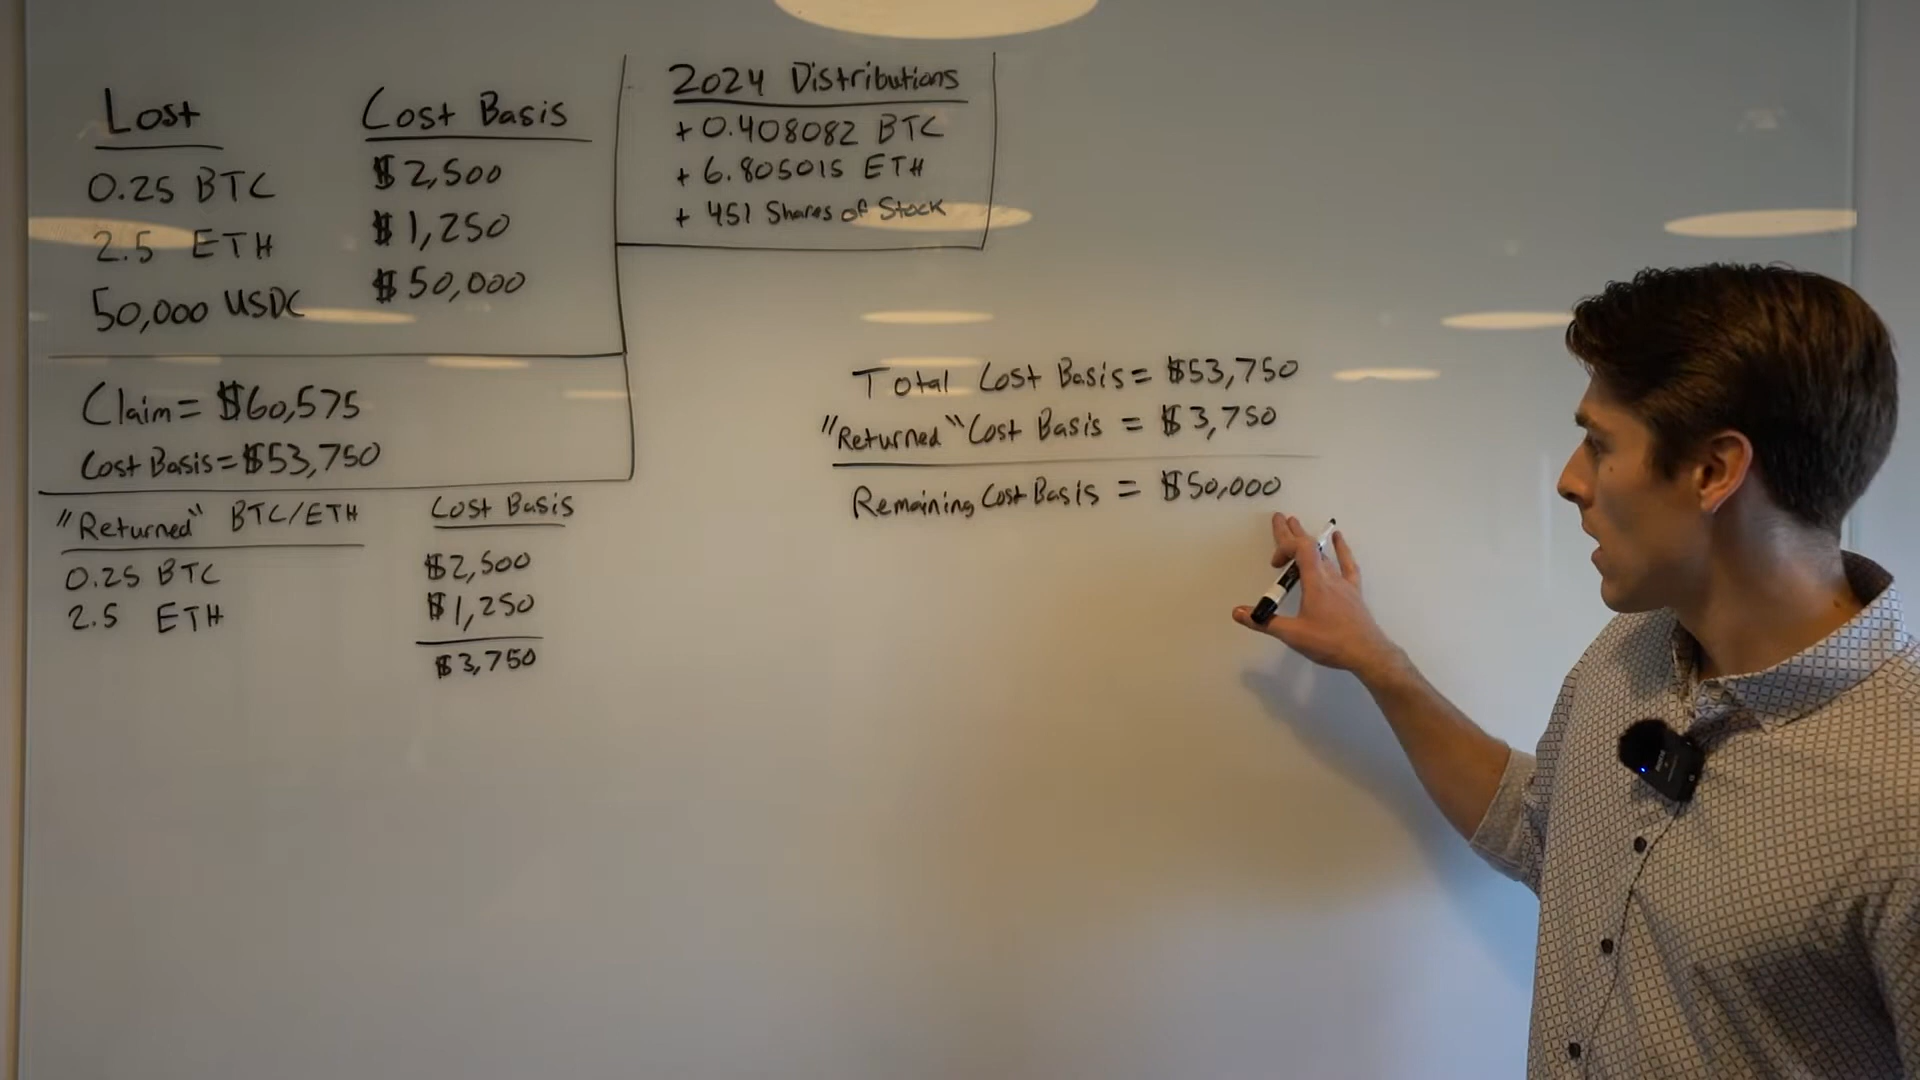 Lost
Cost Basis
0.25 BTC
$2,500
2.5 ETH
$1,250
50,000 USDC
$50,000
2024 Distributions
+ 0.408082 BTC
+ 6.805015 ETH
+ 451 Shares of Stock
Claim = $60,575
Cost Basis = $53,750
"Returned" BTC/ETH
Cost Basis
0.25 BTC
$2,500
2.5 ETH
$1,250
$3,750
Total Cost Basis = $53,750
"Returned" Cost Basis = $3,750
Remaining Cost Basis = $50,000